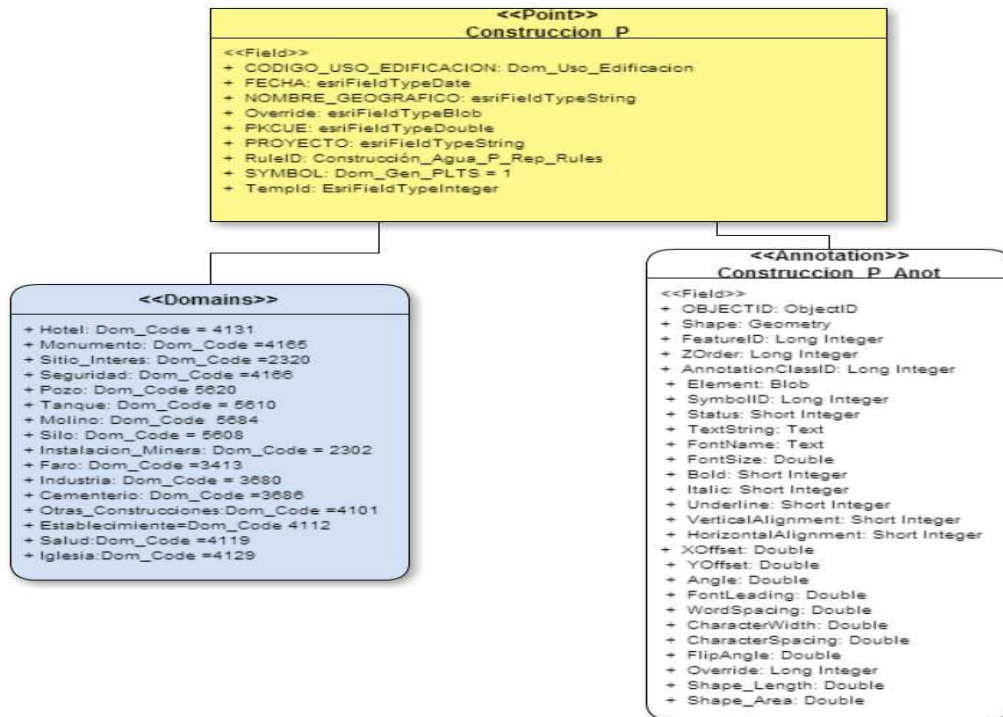 <<Point>>
Construccion_P
<<Field>>
+ CODIGO_USO_EDIFICACION: Dom_Uso_Edificacion
+ FECHA: esriFieldTypeDate
+ NOMBRE_GEOGRAFICO: esriFieldTypeString
+ Override: esriFieldTypeBlob
+ PKCUE: esriFieldTypeDouble
+ PROYECTO: esriFieldTypeString
+ RuleID: Construcción_Agua_P_Rep_Rules
+ SYMBOL: Dom_Gen_PLTS = 1
+ TempId: EsriFieldTypeInteger
<<Domains>>
+ Hotel: Dom_Code = 4131
+ Monumento: Dom_Code =4165
+ Sitio_Interes: Dom_Code =2320
+ Seguridad: Dom_Code =4166
+ Pozo: Dom_Code 5620
+ Tanque: Dom_Code = 5610
+ Molino: Dom_Code 5684
+ Silo: Dom_Code = 5608
+ Instalacion_Minera: Dom_Code = 2302
+ Faro: Dom_Code =3413
+ Industria: Dom_Code = 3680
+ Cementerio: Dom_Code =3686
+ Otras_Construcciones:Dom_Code =4101
+ Establecimiente=Dom_Code 4112
+ Salud:Dom_Code =4119
+ Iglesia:Dom_Code =4129
<<Annotation>>
Construccion_P_Anot
<<Field>>
+ OBJECTID: ObjectID
+ Shape: Geometry
+ FeatureID: Long Integer
+ ZOrder: Long Integer
+ AnnotationClassID: Long Integer
+ Element: Blob
+ SymbolID: Long Integer
+ Status: Short Integer
+ TextString: Text
+ FontName: Text
+ FontSize: Double
+ Bold: Short Integer
+ Italic: Short Integer
+ Underline: Short Integer
+ VerticalAlignment: Short Integer
+ HorizontalAlignment: Short Integer
+ XOffset: Double
+ YOffset: Double
+ Angle: Double
+ FontLeading: Double
+ WordSpacing: Double
+ CharacterWidth: Double
+ CharacterSpacing: Double
+ FlipAngle: Double
+ Override: Long Integer
+ Shape_Length: Double
+ Shape_Area: Double